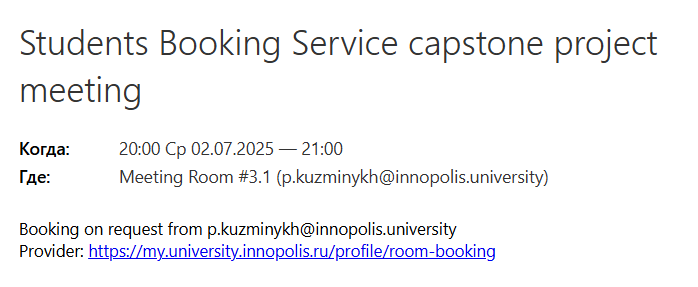 Students Booking Service capstone project
meeting
Когда: 20:00 Ср 02.07.2025 — 21:00
Где: Meeting Room #3.1 (p.kuzminykh@innopolis.university)
Booking on request from p.kuzminykh@innopolis.university
Provider: https://my.university.innopolis.ru/profile/room-booking